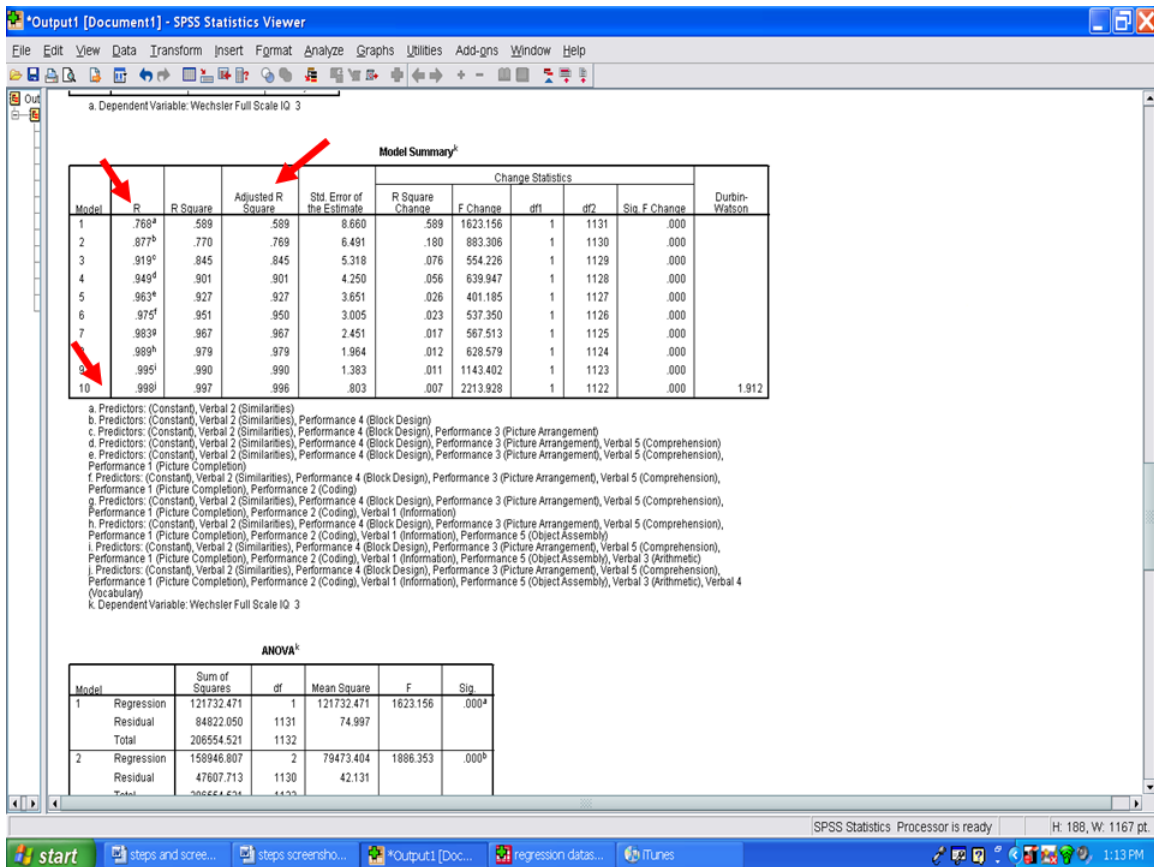 *Output1 [Document1] - SPSS Statistics Viewer
File Edit View Data Transform Insert Format Analyze Graphs Utilities Add-ons Window Help
Out
a. Dependent Variable: Wechsler Full Scale IQ 3
Model Summaryk
Change Statistics
Model R R Square Adjusted R Square Std. Error of the Estimate R Square Change F Change df1 df2 Sig. F Change Durbin-Watson
1 .768a .589 .589 8.660 .589 1623.156 1 1131 .000
2 .877b .770 .769 6.491 .180 883.306 1 1130 .000
3 .919c .845 .845 5.318 .076 554.226 1 1129 .000
4 .949d .901 .901 4.250 .056 639.947 1 1128 .000
5 .963e .927 .927 3.651 .026 401.185 1 1127 .000
6 .975f .951 .950 3.005 .023 537.350 1 1126 .000
7 .983g .967 .967 2.451 .017 567.513 1 1125 .000
.989h .979 .979 1.964 .012 628.579 1 1124 .000
9 .995i .990 .990 1.383 .011 1143.402 1 1123 .000
10 .998j .997 .996 .803 .007 2213.928 1 1122 .000 1.912
a. Predictors: (Constant), Verbal 2 (Similarities)
b. Predictors: (Constant), Verbal 2 (Similarities), Performance 4 (Block Design)
c. Predictors: (Constant), Verbal 2 (Similarities), Performance 4 (Block Design), Performance 3 (Picture Arrangement)
d. Predictors: (Constant), Verbal 2 (Similarities), Performance 4 (Block Design), Performance 3 (Picture Arrangement), Verbal 5 (Comprehension)
e. Predictors: (Constant), Verbal 2 (Similarities), Performance 4 (Block Design), Performance 3 (Picture Arrangement), Verbal 5 (Comprehension),
Performance 1 (Picture Completion)
f. Predictors: (Constant), Verbal 2 (Similarities), Performance 4 (Block Design), Performance 3 (Picture Arrangement), Verbal 5 (Comprehension),
Performance 1 (Picture Completion), Performance 2 (Coding)
g. Predictors: (Constant), Verbal 2 (Similarities), Performance 4 (Block Design), Performance 3 (Picture Arrangement), Verbal 5 (Comprehension),
Performance 1 (Picture Completion), Performance 2 (Coding), Verbal 1 (Information)
h. Predictors: (Constant), Verbal 2 (Similarities), Performance 4 (Block Design), Performance 3 (Picture Arrangement), Verbal 5 (Comprehension),
Performance 1 (Picture Completion), Performance 2 (Coding), Verbal 1 (Information), Performance 5 (Object Assembly)
i. Predictors: (Constant), Verbal 2 (Similarities), Performance 4 (Block Design), Performance 3 (Picture Arrangement), Verbal 5 (Comprehension),
Performance 1 (Picture Completion), Performance 2 (Coding), Verbal 1 (Information), Performance 5 (Object Assembly), Verbal 3 (Arithmetic)
j. Predictors: (Constant), Verbal 2 (Similarities), Performance 4 (Block Design), Performance 3 (Picture Arrangement), Verbal 5 (Comprehension),
Performance 1 (Picture Completion), Performance 2 (Coding), Verbal 1 (Information), Performance 5 (Object Assembly), Verbal 3 (Arithmetic), Verbal 4
(Vocabulary)
k. Dependent Variable: Wechsler Full Scale IQ 3
ANOVAk
Model Sum of Squares df Mean Square F Sig.
1 Regression 121732.471 1 121732.471 1623.156 .000a
Residual 84822.050 1131 74.997
Total 206554.521 1132
2 Regression 158946.807 2 79473.404 1886.353 .000b
Residual 47607.713 1130 42.131
Total 206554.521 1132
SPSS Statistics Processor is ready H: 188, W: 1167 pt.
start steps and scree... steps screensho... *Output1 [Doc... regression datas... iTunes 1:13 PM